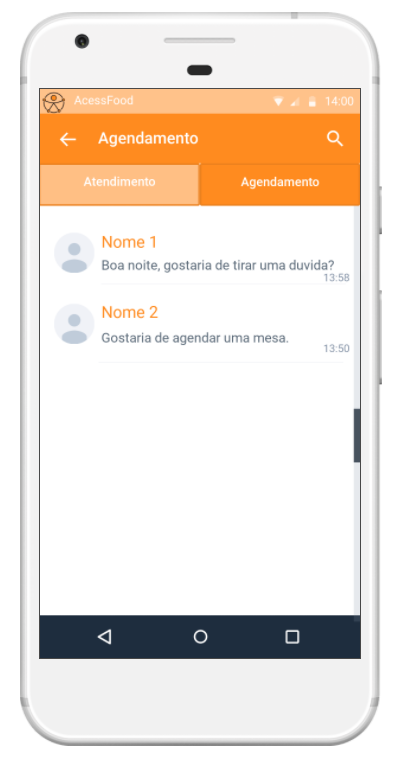 AcessFood 14:00
Agendamento
Atendimento Agendamento
Nome 1
Boa noite, gostaria de tirar uma duvida?
13:58
Nome 2
Gostaria de agendar uma mesa.
13:50